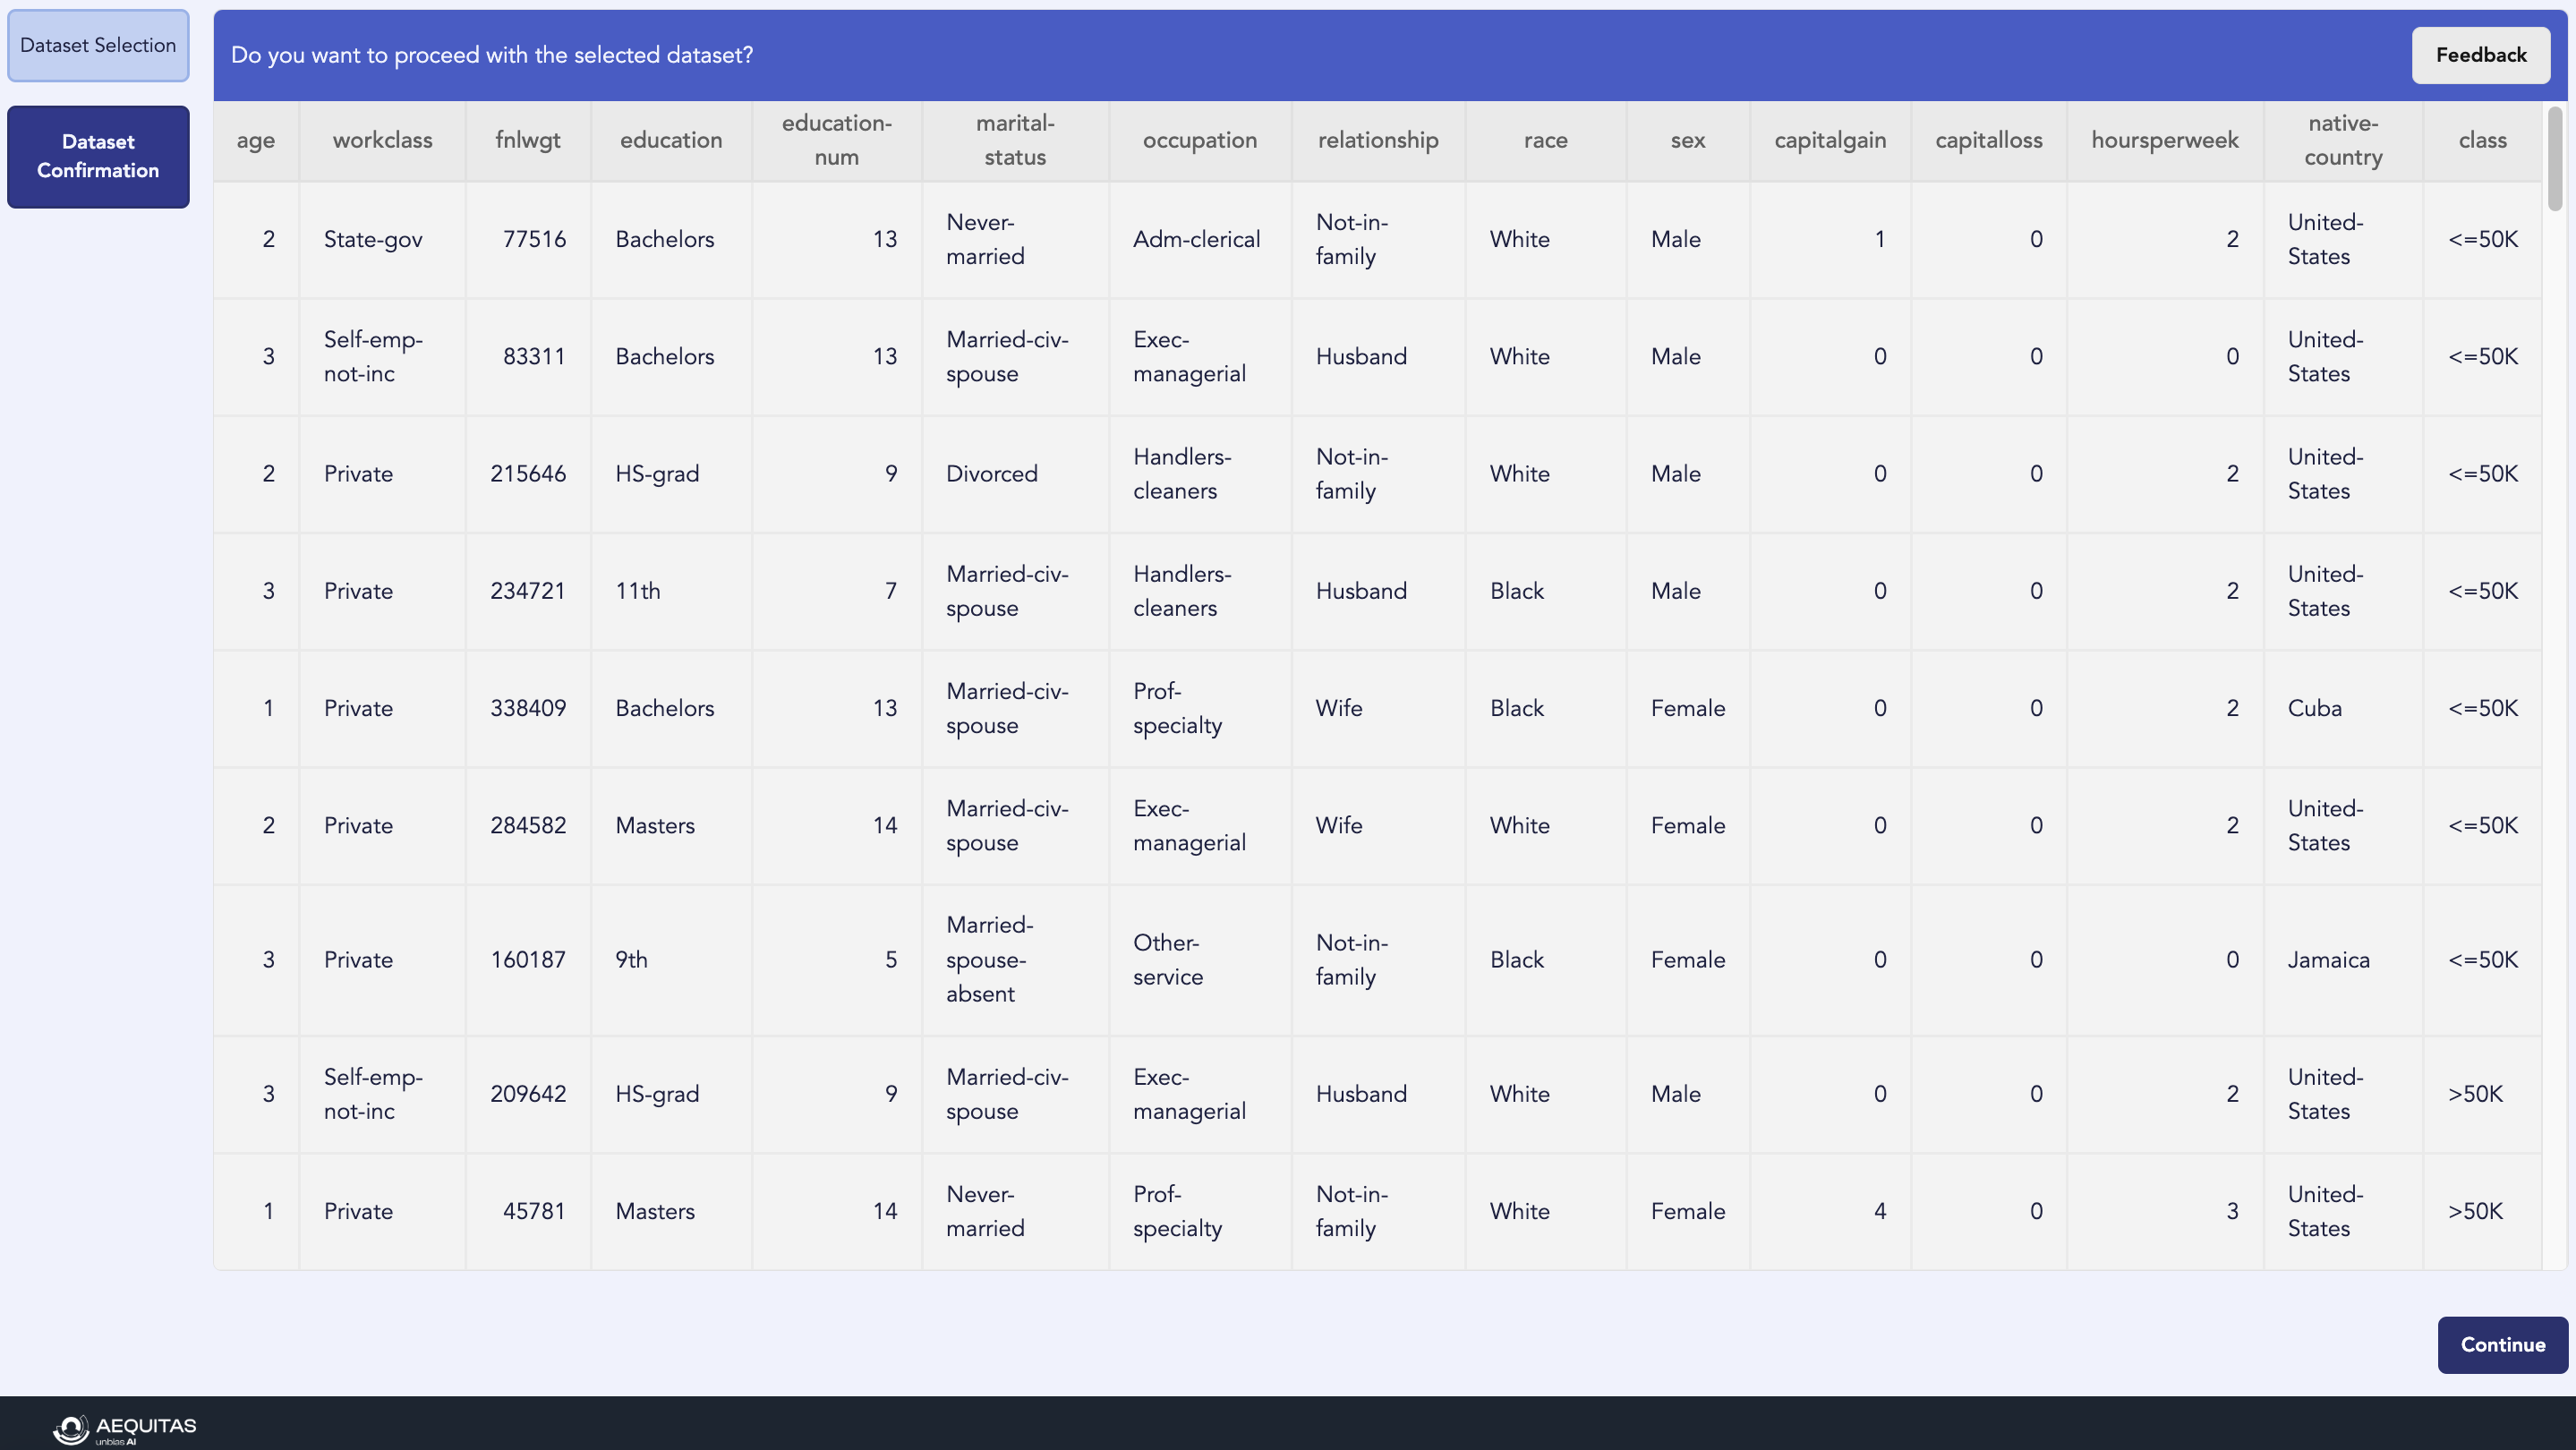 Dataset Selection
Dataset
Confirmation
Do you want to proceed with the selected dataset?
Feedback
age workclass fnlwgt education education-num marital-status occupation relationship race sex capitalgain capitalloss hoursperweek native-country class
2 State-gov 77516 Bachelors 13 Never-married Adm-clerical Not-in-family White Male 1 0 2 United-States <=50K
3 Self-emp-not-inc 83311 Bachelors 13 Married-civ-spouse Exec-managerial Husband White Male 0 0 0 United-States <=50K
2 Private 215646 HS-grad 9 Divorced Handlers-cleaners Not-in-family White Male 0 0 2 United-States <=50K
3 Private 234721 11th 7 Married-civ-spouse Handlers-cleaners Husband Black Male 0 0 2 United-States <=50K
1 Private 338409 Bachelors 13 Married-civ-spouse Prof-specialty Wife Black Female 0 0 2 Cuba <=50K
2 Private 284582 Masters 14 Married-civ-spouse Exec-managerial Wife White Female 0 0 2 United-States <=50K
3 Private 160187 9th 5 Married-spouse-absent Other-service Not-in-family Black Female 0 0 0 Jamaica <=50K
3 Self-emp-not-inc 209642 HS-grad 9 Married-civ-spouse Exec-managerial Husband White Male 0 0 2 United-States >50K
1 Private 45781 Masters 14 Never-married Prof-specialty Not-in-family White Female 4 0 3 United-States >50K
Continue
AEQUITAS
unbias AI